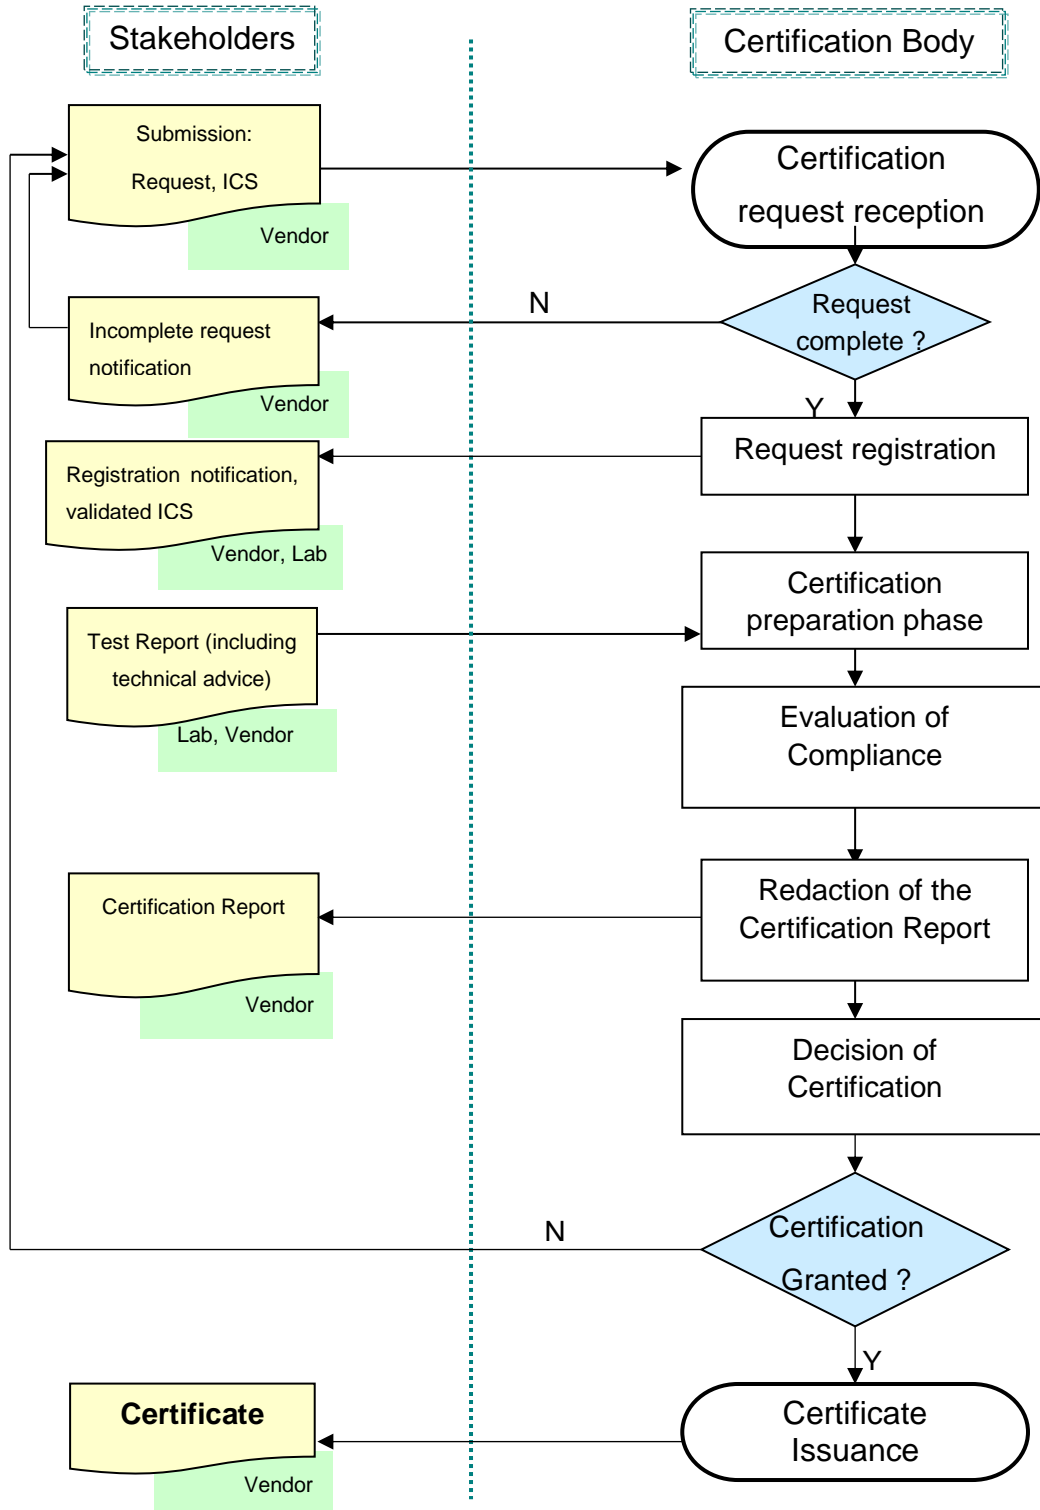 Stakeholders
Certification Body
Submission:
Request, ICS
Vendor
Certification
request reception
N
Request
complete ?
Incomplete request
notification
Vendor
Y
Request registration
Registration notification,
validated ICS
Vendor, Lab
Certification
preparation phase
Test Report (including
technical advice)
Lab, Vendor
Evaluation of
Compliance
Redaction of the
Certification Report
Certification Report
Vendor
Decision of
Certification
N
Certification
Granted ?
Y
Certificate
Issuance
Certificate
Vendor